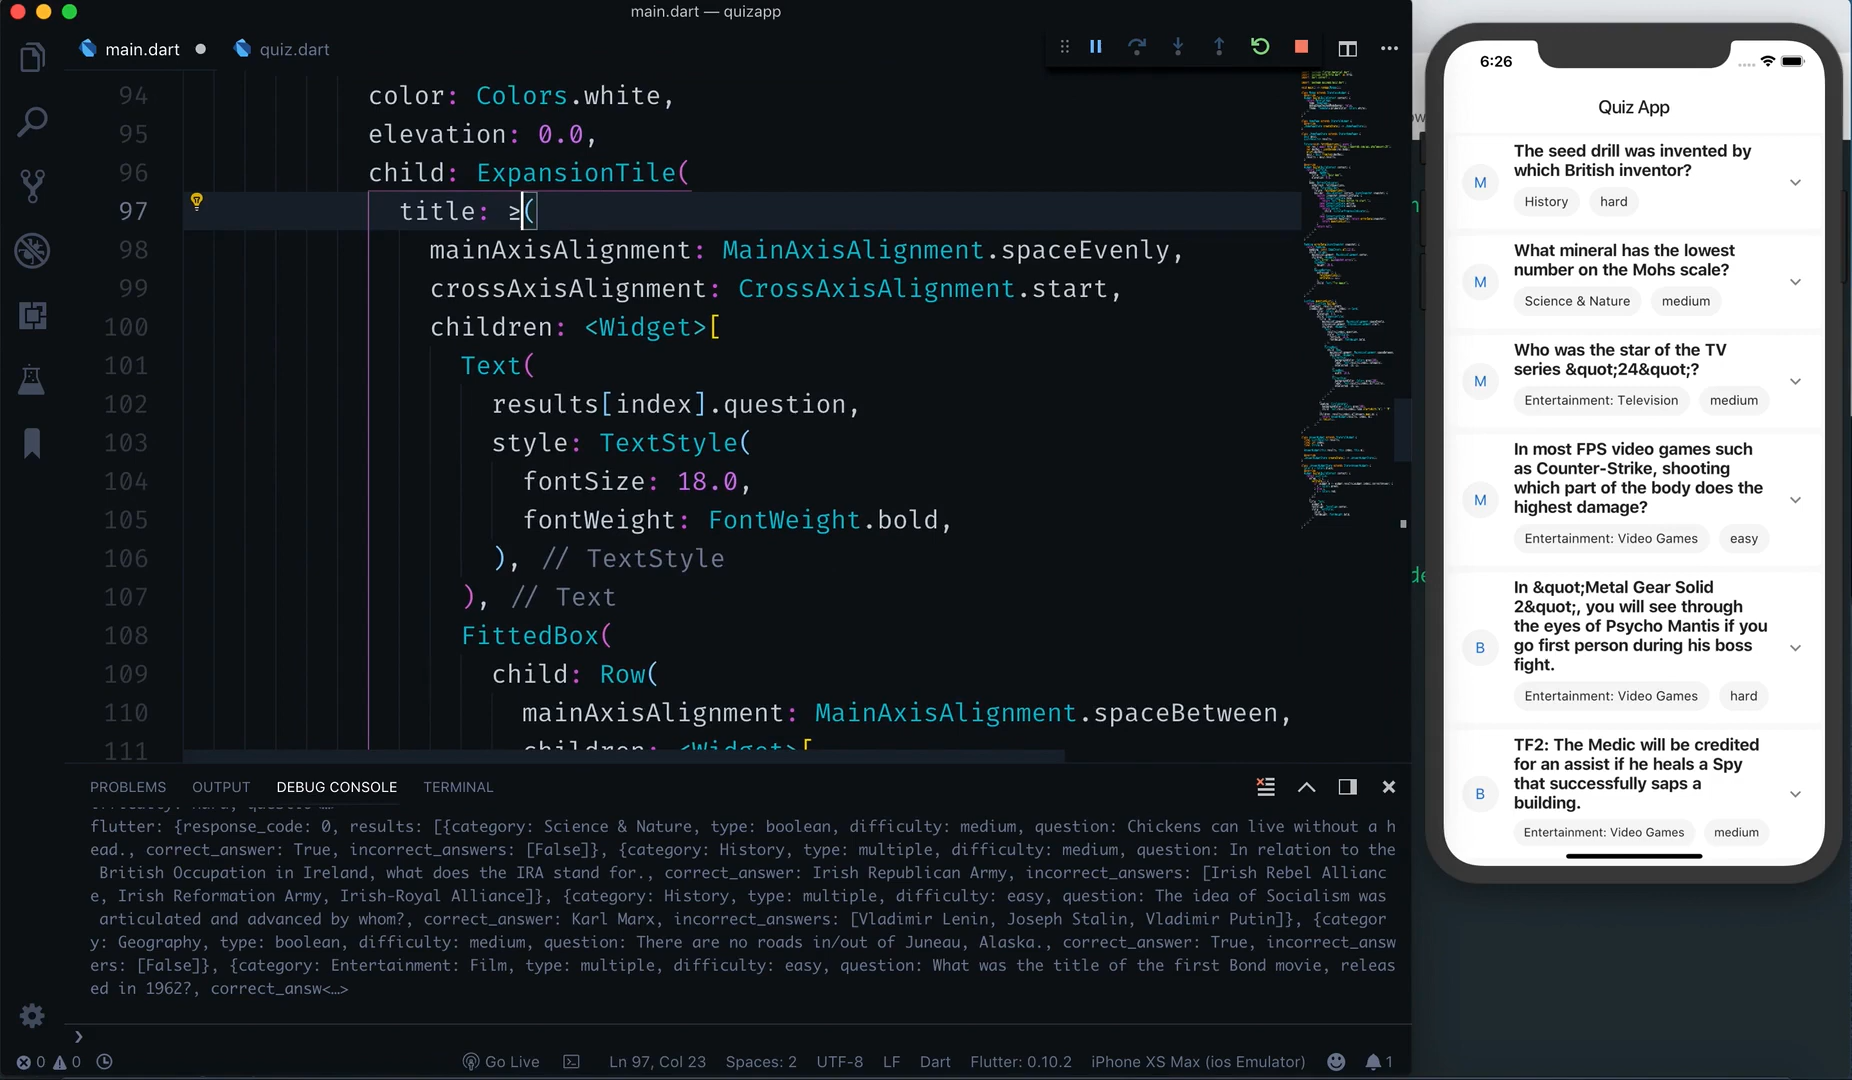 main.dart — quizapp
main.dart
quiz.dart
94 color: Colors.white,
95 elevation: 0.0,
96 child: ExpansionTile(
97 title: ≥(
98 mainAxisAlignment: MainAxisAlignment.spaceEvenly,
99 crossAxisAlignment: CrossAxisAlignment.start,
100 children: <Widget>[
101 Text(
102 results[index].question,
103 style: TextStyle(
104 fontSize: 18.0,
105 fontWeight: FontWeight.bold,
106 ), // TextStyle
107 ), // Text
108 FittedBox(
109 child: Row(
110 mainAxisAlignment: MainAxisAlignment.spaceBetween,
111 children: <Widget>[
PROBLEMS OUTPUT DEBUG CONSOLE TERMINAL
flutter: {response_code: 0, results: [{category: Science & Nature, type: boolean, difficulty: medium, question: Chickens can live without a h
ead., correct_answer: True, incorrect_answers: [False]}, {category: History, type: multiple, difficulty: medium, question: In relation to the
British Occupation in Ireland, what does the IRA stand for., correct_answer: Irish Republican Army, incorrect_answers: [Irish Rebel Allianc
e, Irish Reformation Army, Irish-Royal Alliance]}, {category: History, type: multiple, difficulty: easy, question: The idea of Socialism was
articulated and advanced by whom?, correct_answer: Karl Marx, incorrect_answers: [Vladimir Lenin, Joseph Stalin, Vladimir Putin]}, {categor
y: Geography, type: boolean, difficulty: medium, question: There are no roads in/out of Juneau, Alaska., correct_answer: True, incorrect_answ
ers: [False]}, {category: Entertainment: Film, type: multiple, difficulty: easy, question: What was the title of the first Bond movie, releas
ed in 1962?, correct_answ<…>
0 0 Go Live Ln 97, Col 23 Spaces: 2 UTF-8 LF Dart Flutter: 0.10.2 iPhone XS Max (ios Emulator) 1
6:26
Quiz App
M
The seed drill was invented by
which British inventor?
History hard
M
What mineral has the lowest
number on the Mohs scale?
Science & Nature medium
M
Who was the star of the TV
series &quot;24&quot;?
Entertainment: Television medium
M
In most FPS video games such
as Counter-Strike, shooting
which part of the body does the
highest damage?
Entertainment: Video Games easy
B
In &quot;Metal Gear Solid
2&quot;, you will see through
the eyes of Psycho Mantis if you
go first person during his boss
fight.
Entertainment: Video Games hard
B
TF2: The Medic will be credited
for an assist if he heals a Spy
that successfully saps a
building.
Entertainment: Video Games medium